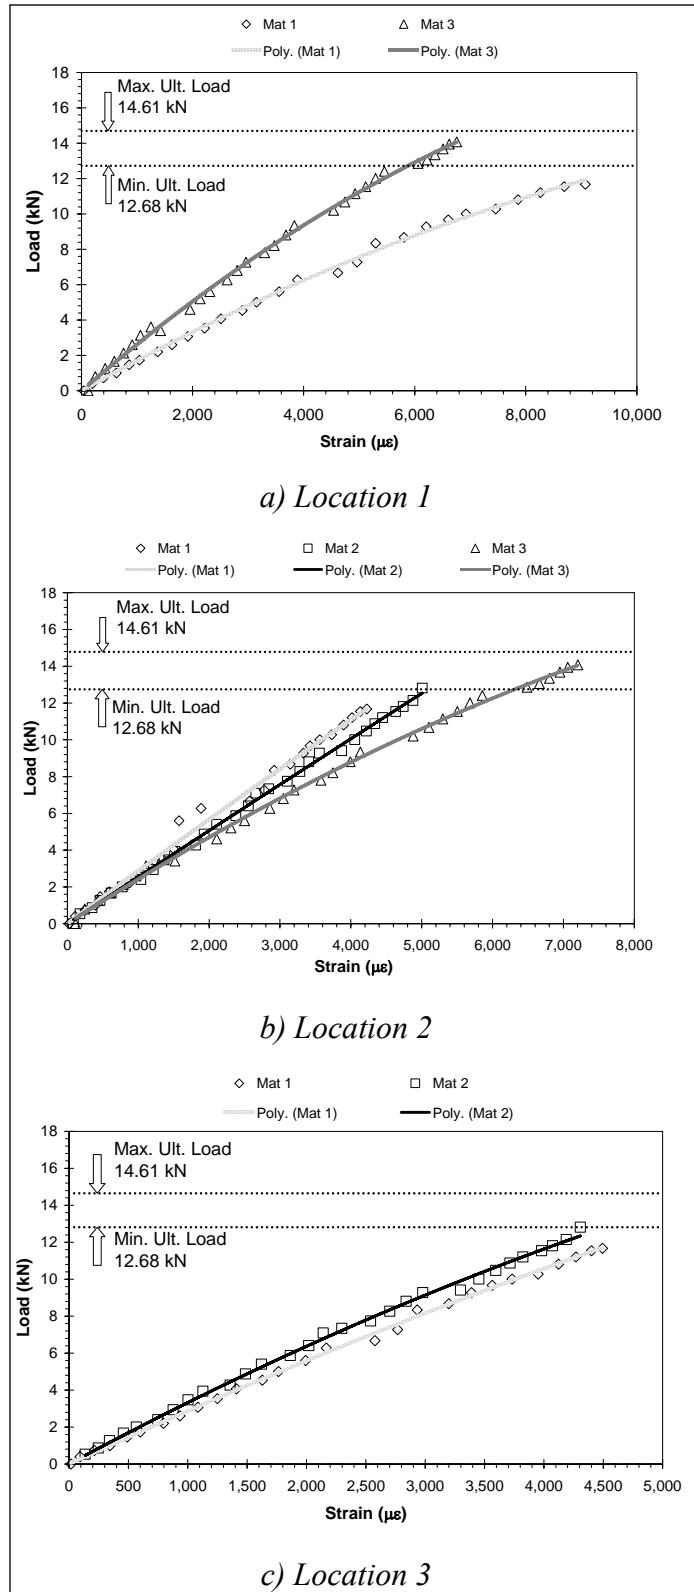 Mat 1 Mat 3
Poly. (Mat 1) Poly. (Mat 3)
18
16
14
12
10
8
6
4
2
0
Load (kN)
Max. Ult. Load
14.61 kN
Min. Ult. Load
12.68 kN
0 2,000 4,000 6,000 8,000 10,000
Strain (με)
a) Location 1
Mat 1 Mat 2 Mat 3
Poly. (Mat 1) Poly. (Mat 2) Poly. (Mat 3)
18
16
14
12
10
8
6
4
2
0
Load (kN)
Max. Ult. Load
14.61 kN
Min. Ult. Load
12.68 kN
0 1,000 2,000 3,000 4,000 5,000 6,000 7,000 8,000
Strain (με)
b) Location 2
Mat 1 Mat 2
Poly. (Mat 1) Poly. (Mat 2)
18
16
14
12
10
8
6
4
2
0
Load (kN)
Max. Ult. Load
14.61 kN
Min. Ult. Load
12.68 kN
0 500 1,000 1,500 2,000 2,500 3,000 3,500 4,000 4,500 5,000
Strain (με)
c) Location 3